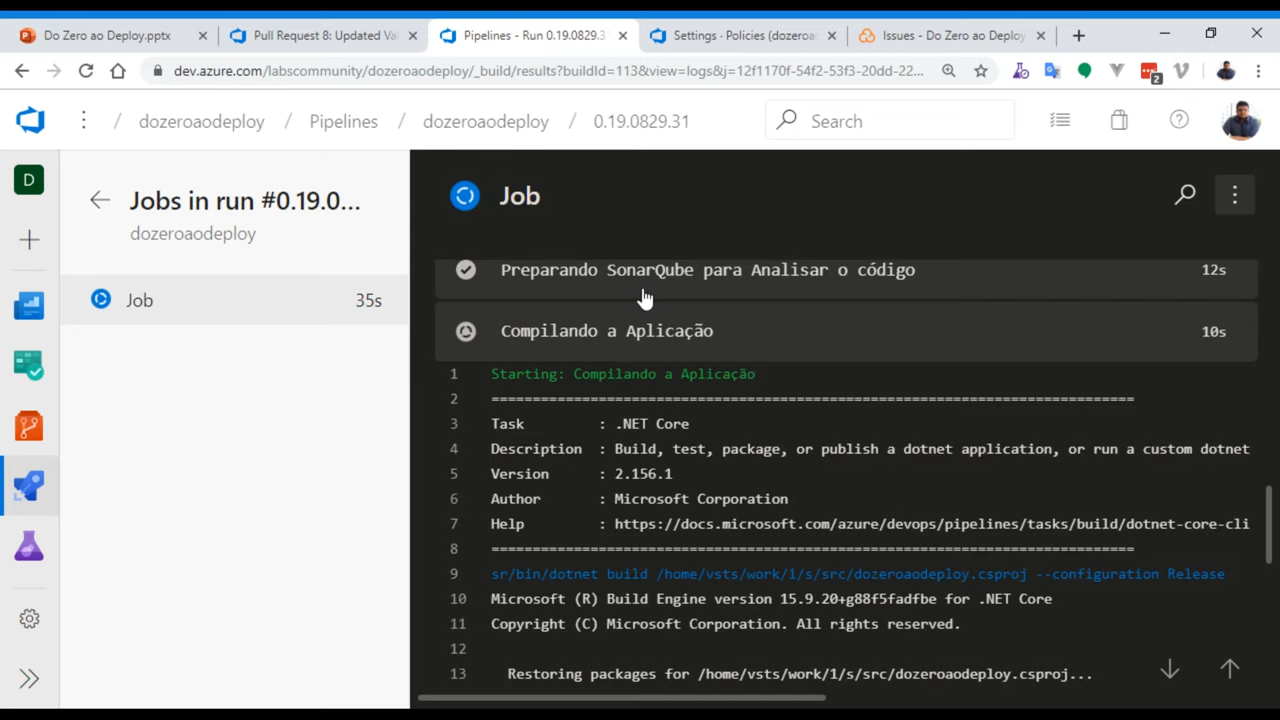 Do Zero ao Deploy.pptx
Pull Request 8: Updated Val
Pipelines - Run 0.19.0829.3
Settings · Policies (dozeroa
Issues - Do Zero ao Deploy
dev.azure.com/labscommunity/dozeroaodeploy/_build/results?buildId=113&view=logs&j=12f1170f-54f2-53f3-20dd-22...
2
/ dozeroaodeploy / Pipelines / dozeroaodeploy / 0.19.0829.31
Search
D
Jobs in run #0.19.0...
dozeroaodeploy
Job 35s
Job
Preparando SonarQube para Analisar o código 12s
Compilando a Aplicação 10s
1 Starting: Compilando a Aplicação
2 ==============================================================================
3 Task : .NET Core
4 Description : Build, test, package, or publish a dotnet application, or run a custom dotnet
5 Version : 2.156.1
6 Author : Microsoft Corporation
7 Help : https://docs.microsoft.com/azure/devops/pipelines/tasks/build/dotnet-core-cli
8 ==============================================================================
9 sr/bin/dotnet build /home/vsts/work/1/s/src/dozeroaodeploy.csproj --configuration Release
10 Microsoft (R) Build Engine version 15.9.20+g88f5fadfbe for .NET Core
11 Copyright (C) Microsoft Corporation. All rights reserved.
12
13 Restoring packages for /home/vsts/work/1/s/src/dozeroaodeploy.csproj...